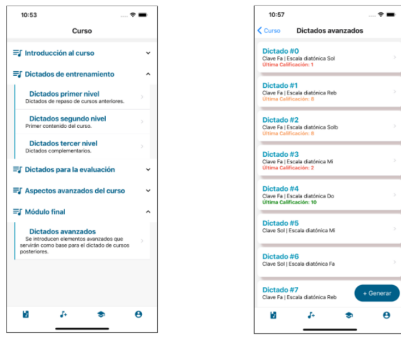 10:53
Curso
Introducción al curso
Dictados de entrenamiento
Dictados primer nivel
Dictados de repaso de cursos anteriores.
Dictados segundo nivel
Primer contenido del curso.
Dictados tercer nivel
Dictados complementarios.
Dictados para la evaluación
Aspectos avanzados del curso
Módulo final
Dictados avanzados
Se introducen elementos avanzados que
servirán como base para el dictado de cursos
posteriores.
10:57
Curso
Dictados avanzados
Dictado #0
Clave Fa | Escala diatónica Sol
Última Calificación: 1
Dictado #1
Clave Fa | Escala diatónica Reb
Última Calificación: 8
Dictado #2
Clave Fa | Escala diatónica Solb
Última Calificación: 8
Dictado #3
Clave Fa | Escala diatónica Mi
Última Calificación: 2
Dictado #4
Clave Fa | Escala diatónica Do
Última Calificación: 10
Dictado #5
Clave Sol | Escala diatónica Mi
Dictado #6
Clave Sol | Escala diatónica Fa
Dictado #7
Clave Fa | Escala diatónica Reb
+ Generar